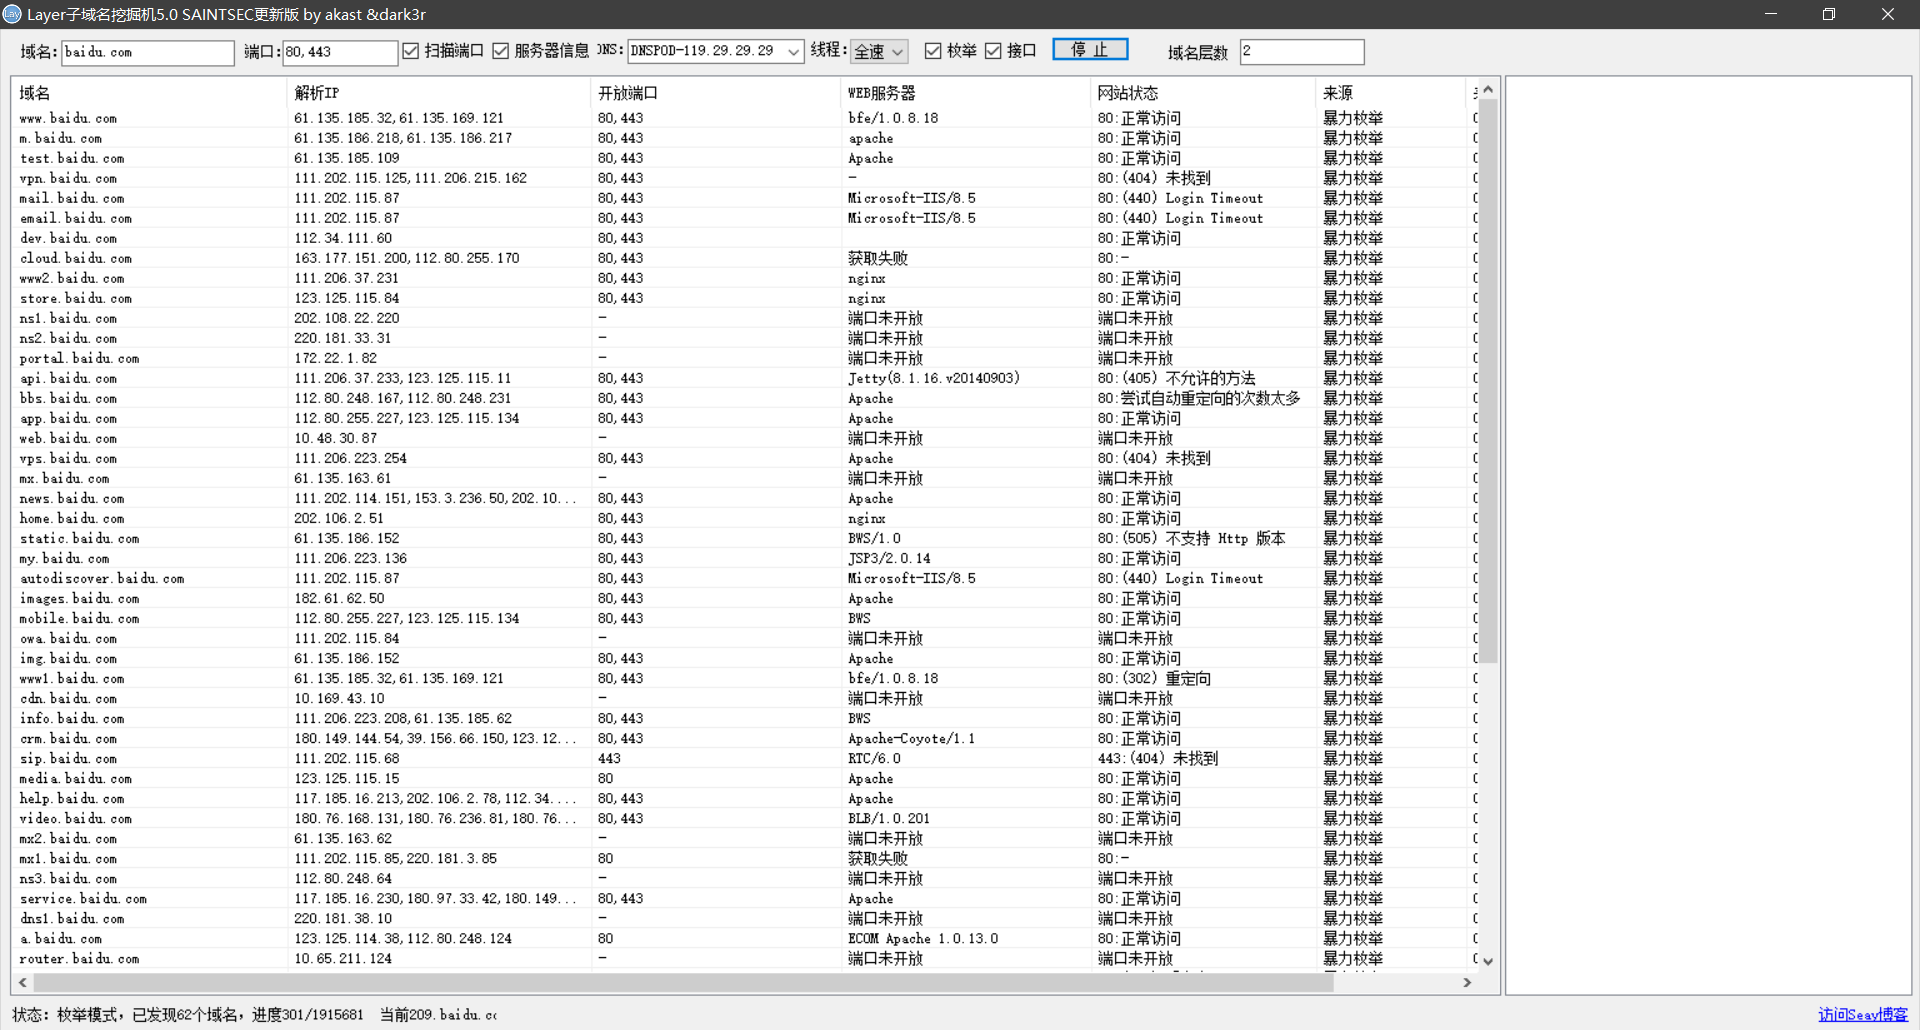 Layer子域名挖掘机5.0 SAINTSEC更新版 by akast &dark3r
域名: baidu.com 端口: 80,443 扫描端口 服务器信息 DNS: DNSPOD-119.29.29.29 线程: 全速 枚举 接口 停 止 域名层数 2
域名 解析IP 开放端口 WEB服务器 网站状态 来源
www.baidu.com 61.135.185.32,61.135.169.121 80,443 bfe/1.0.8.18 80:正常访问 暴力枚举
m.baidu.com 61.135.186.218,61.135.186.217 80,443 apache 80:正常访问 暴力枚举
test.baidu.com 61.135.185.109 80,443 Apache 80:正常访问 暴力枚举
vpn.baidu.com 111.202.115.125,111.206.215.162 80,443 - 80:(404) 未找到 暴力枚举
mail.baidu.com 111.202.115.87 80,443 Microsoft-IIS/8.5 80:(440) Login Timeout 暴力枚举
email.baidu.com 111.202.115.87 80,443 Microsoft-IIS/8.5 80:(440) Login Timeout 暴力枚举
dev.baidu.com 112.34.111.60 80,443 80:正常访问 暴力枚举
cloud.baidu.com 163.177.151.200,112.80.255.170 80,443 获取失败 80:- 暴力枚举
www2.baidu.com 111.206.37.231 80,443 nginx 80:正常访问 暴力枚举
store.baidu.com 123.125.115.84 80,443 nginx 80:正常访问 暴力枚举
ns1.baidu.com 202.108.22.220 - 端口未开放 端口未开放 暴力枚举
ns2.baidu.com 220.181.33.31 - 端口未开放 端口未开放 暴力枚举
portal.baidu.com 172.22.1.82 - 端口未开放 端口未开放 暴力枚举
api.baidu.com 111.206.37.233,123.125.115.11 80,443 Jetty(8.1.16.v20140903) 80:(405) 不允许的方法 暴力枚举
bbs.baidu.com 112.80.248.167,112.80.248.231 80,443 Apache 80:尝试自动重定向的次数太多 暴力枚举
app.baidu.com 112.80.255.227,123.125.115.134 80,443 Apache 80:正常访问 暴力枚举
web.baidu.com 10.48.30.87 - 端口未开放 端口未开放 暴力枚举
vps.baidu.com 111.206.223.254 80,443 Apache 80:(404) 未找到 暴力枚举
mx.baidu.com 61.135.163.61 - 端口未开放 端口未开放 暴力枚举
news.baidu.com 111.202.114.151,153.3.236.50,202.10... 80,443 Apache 80:正常访问 暴力枚举
home.baidu.com 202.106.2.51 80,443 nginx 80:正常访问 暴力枚举
static.baidu.com 61.135.186.152 80,443 BWS/1.0 80:(505) 不支持 Http 版本 暴力枚举
my.baidu.com 111.206.223.136 80,443 JSP3/2.0.14 80:正常访问 暴力枚举
autodiscover.baidu.com 111.202.115.87 80,443 Microsoft-IIS/8.5 80:(440) Login Timeout 暴力枚举
images.baidu.com 182.61.62.50 80,443 Apache 80:正常访问 暴力枚举
mobile.baidu.com 112.80.255.227,123.125.115.134 80,443 BWS 80:正常访问 暴力枚举
owa.baidu.com 111.202.115.84 - 端口未开放 端口未开放 暴力枚举
img.baidu.com 61.135.186.152 80,443 Apache 80:正常访问 暴力枚举
www1.baidu.com 61.135.185.32,61.135.169.121 80,443 bfe/1.0.8.18 80:(302) 重定向 暴力枚举
cdn.baidu.com 10.169.43.10 - 端口未开放 端口未开放 暴力枚举
info.baidu.com 111.206.223.208,61.135.185.62 80,443 BWS 80:正常访问 暴力枚举
crm.baidu.com 180.149.144.54,39.156.66.150,123.12... 80,443 Apache-Coyote/1.1 80:正常访问 暴力枚举
sip.baidu.com 111.202.115.68 443 RTC/6.0 443:(404) 未找到 暴力枚举
media.baidu.com 123.125.115.15 80 Apache 80:正常访问 暴力枚举
help.baidu.com 117.185.16.213,202.106.2.78,112.34.... 80,443 Apache 80:正常访问 暴力枚举
video.baidu.com 180.76.168.131,180.76.236.81,180.76... 80,443 BLB/1.0.201 80:正常访问 暴力枚举
mx2.baidu.com 61.135.163.62 - 端口未开放 端口未开放 暴力枚举
mx1.baidu.com 111.202.115.85,220.181.3.85 80 获取失败 80:- 暴力枚举
ns3.baidu.com 112.80.248.64 - 端口未开放 端口未开放 暴力枚举
service.baidu.com 117.185.16.230,180.97.33.42,180.149... 80,443 Apache 80:正常访问 暴力枚举
dns1.baidu.com 220.181.38.10 - 端口未开放 端口未开放 暴力枚举
a.baidu.com 123.125.114.38,112.80.248.124 80 ECOM Apache 1.0.13.0 80:正常访问 暴力枚举
router.baidu.com 10.65.211.124 - 端口未开放 端口未开放 暴力枚举
状态: 枚举模式，已发现62个域名，进度301/1915681 当前209.baidu.co 访问Seay博客